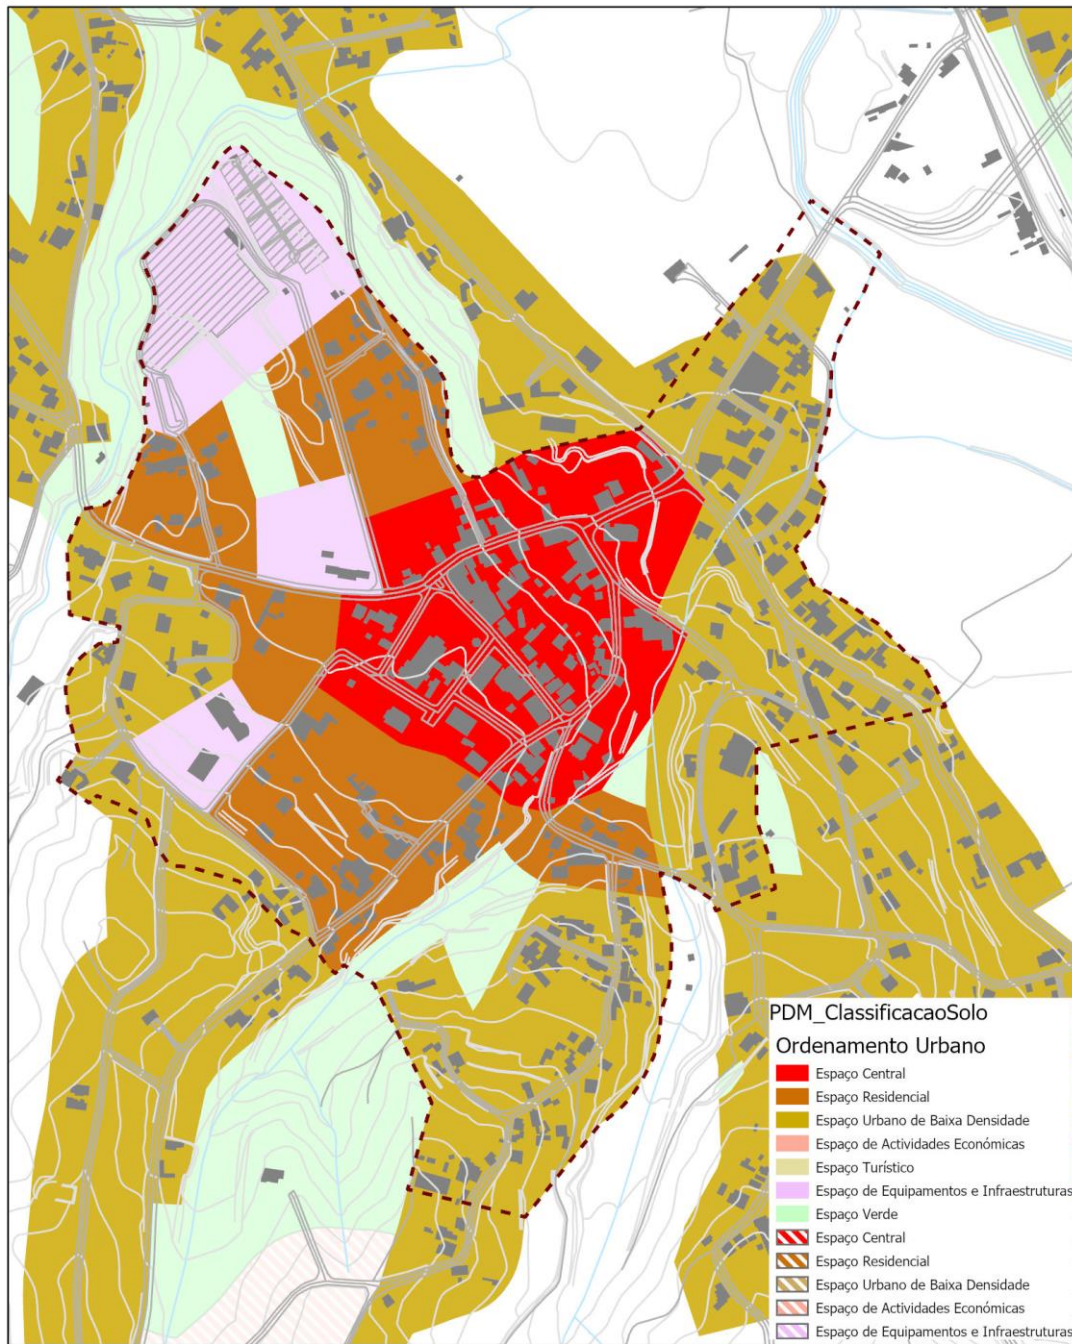 PDM_ClassificacaoSolo
Ordenamento Urbano
Espaço Central
Espaço Residencial
Espaço Urbano de Baixa Densidade
Espaço de Actividades Económicas
Espaço Turístico
Espaço de Equipamentos e Infraestruturas
Espaço Verde
Espaço Central
Espaço Residencial
Espaço Urbano de Baixa Densidade
Espaço de Actividades Económicas
Espaço de Equipamentos e Infraestruturas